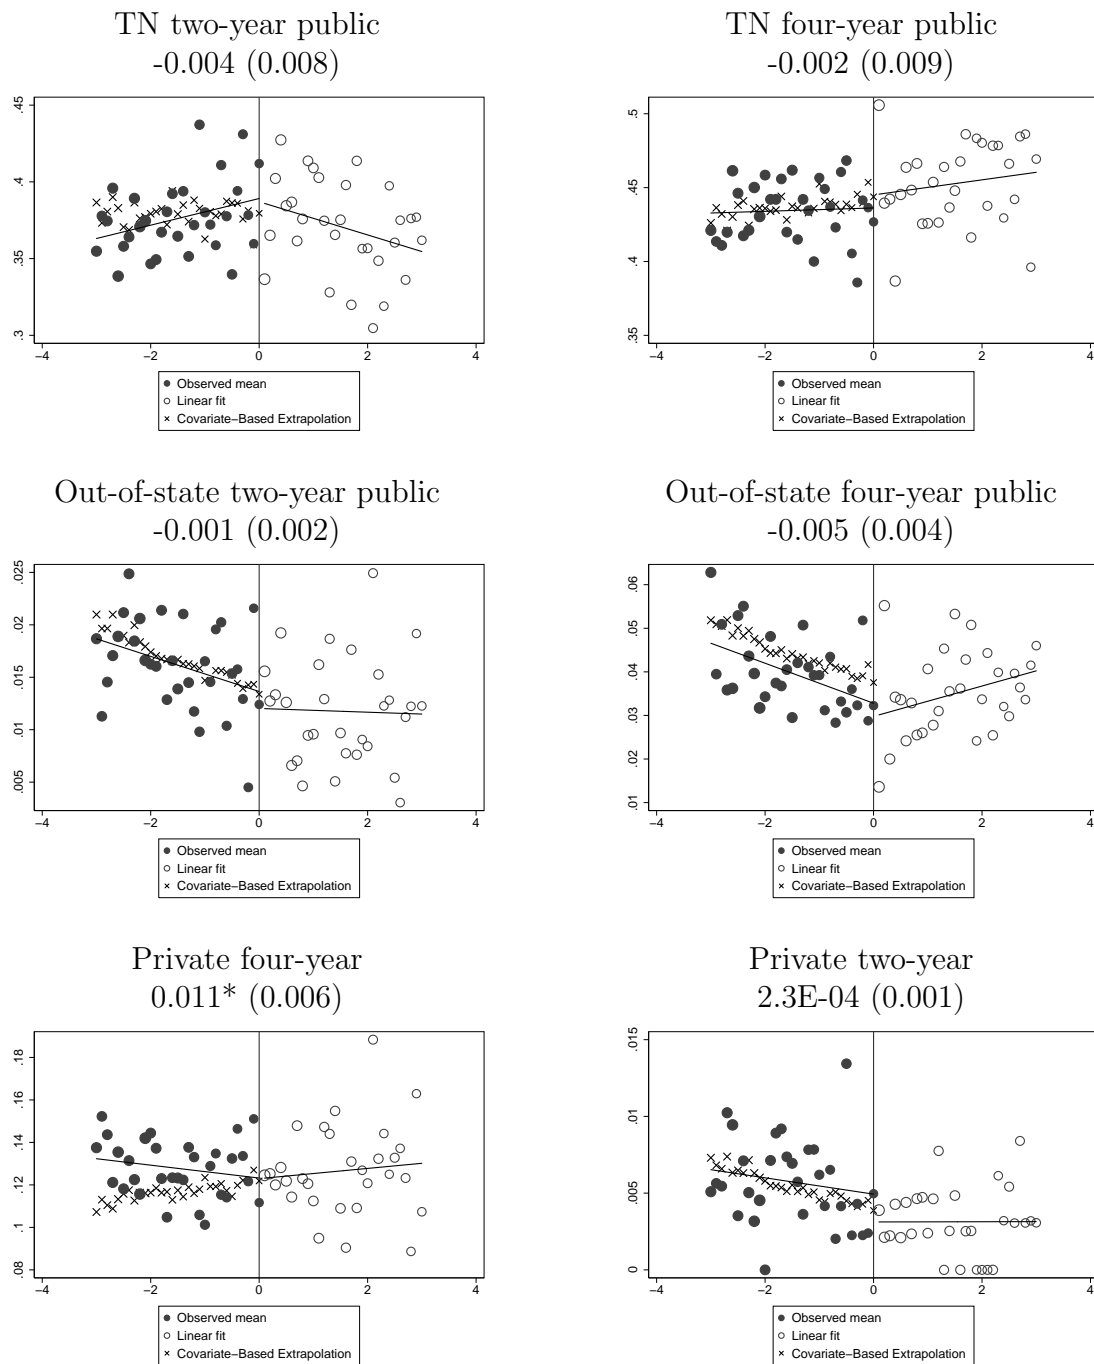 TN two-year public
-0.004 (0.008)
.45
.4
.35
.3
−4
−2
0
2
4
Observed mean
Linear fit
Covariate−Based Extrapolation
TN four-year public
-0.002 (0.009)
.5
.45
.4
.35
−4
−2
0
2
4
Observed mean
Linear fit
Covariate−Based Extrapolation
Out-of-state two-year public
-0.001 (0.002)
.025
.02
.015
.01
.005
−4
−2
0
2
4
Observed mean
Linear fit
Covariate−Based Extrapolation
Out-of-state four-year public
-0.005 (0.004)
.06
.05
.04
.03
.02
.01
−4
−2
0
2
4
Observed mean
Linear fit
Covariate−Based Extrapolation
Private four-year
0.011* (0.006)
.18
.16
.14
.12
.1
.08
−4
−2
0
2
4
Observed mean
Linear fit
Covariate−Based Extrapolation
Private two-year
2.3E-04 (0.001)
.015
.01
.005
0
−4
−2
0
2
4
Observed mean
Linear fit
Covariate−Based Extrapolation